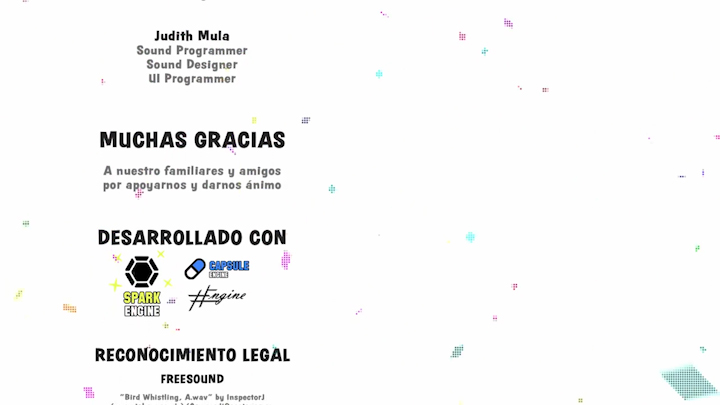 Judith Mula
Sound Programmer
Sound Designer
UI Programmer
MUCHAS GRACIAS
A nuestro familiares y amigos
por apoyarnos y darnos ánimo
DESARROLLADO CON
SPARK
ENGINE
CAPSULE
ENGINE
#Engine
RECONOCIMIENTO LEGAL
FREESOUND
"Bird Whistling, A.wav" by InspectorJ